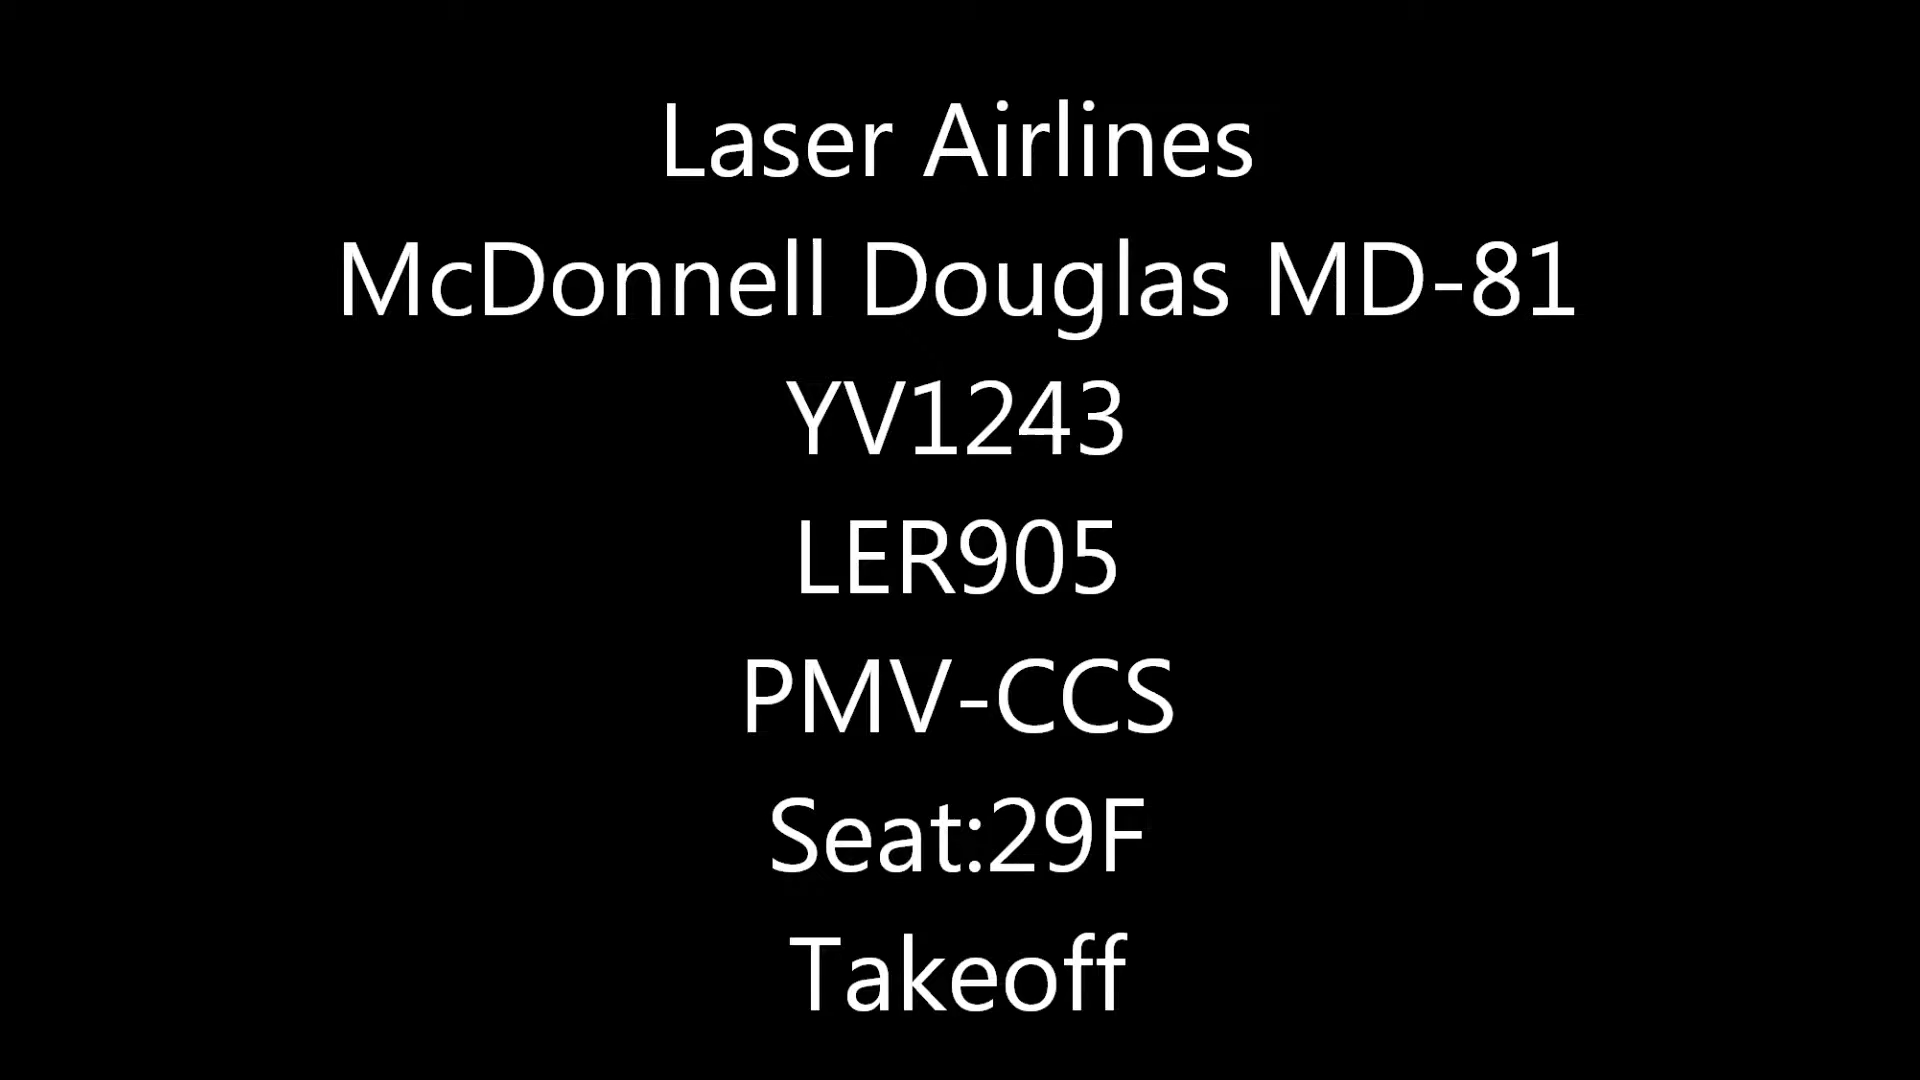 Laser Airlines
McDonnell Douglas MD-81
YV1243
LER905
PMV-CCS
Seat:29F
Takeoff